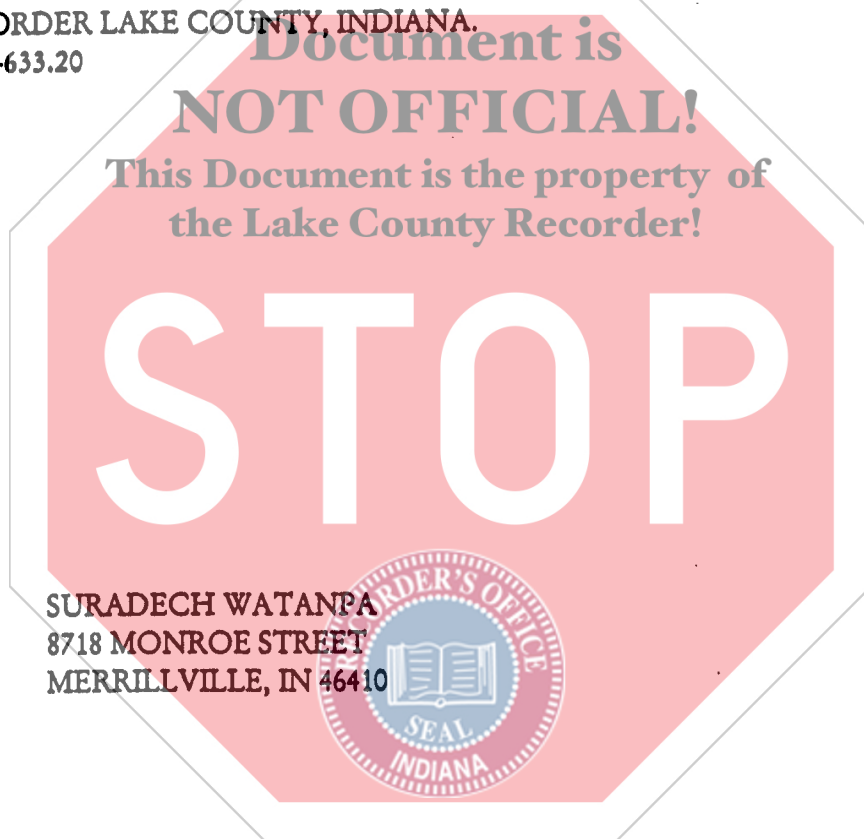 ORDER LAKE COUNTY, INDIANA.
-633.20
Document is
NOT OFFICIAL!
This Document is the property of
the Lake County Recorder!
STOP
SURADECH WATANPA
8718 MONROE STREET
MERRILLVILLE, IN 46410
RECORDER'S OFFICE
SEAL
INDIANA